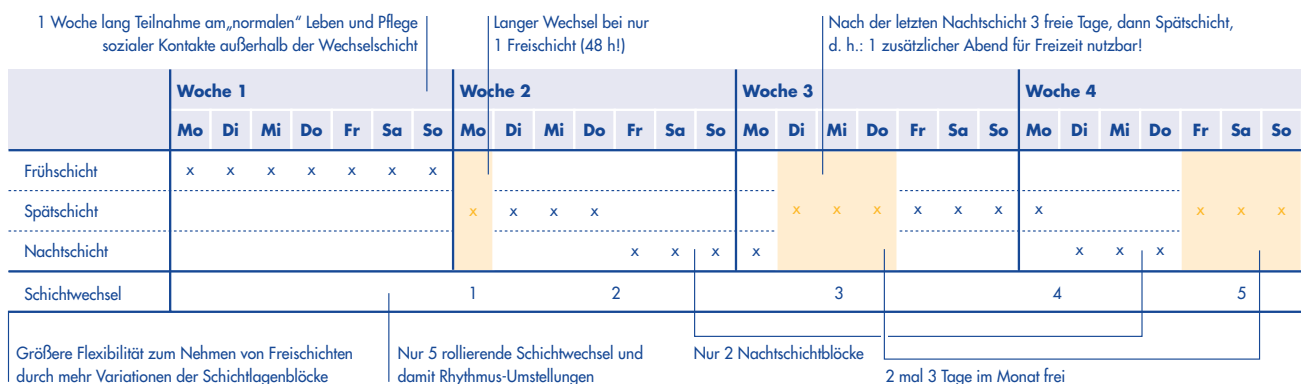 1 Woche lang Teilnahme am„normalen“ Leben und Pflege
sozialer Kontakte außerhalb der Wechselschicht
Langer Wechsel bei nur
1 Freischicht (48 h!)
Nach der letzten Nachtschicht 3 freie Tage, dann Spätschicht,
d. h.: 1 zusätzlicher Abend für Freizeit nutzbar!
Woche 1 Woche 2 Woche 3 Woche 4
Mo Di Mi Do Fr Sa So Mo Di Mi Do Fr Sa So Mo Di Mi Do Fr Sa So Mo Di Mi Do Fr Sa So
Frühschicht x x x x x x x
Spätschicht x x x x x x x x x x x x x x
Nachtschicht x x x x x x x
Schichtwechsel 1 2 3 4 5
Größere Flexibilität zum Nehmen von Freischichten
durch mehr Variationen der Schichtlagenblöcke
Nur 5 rollierende Schichtwechsel und
damit Rhythmus-Umstellungen
Nur 2 Nachtschichtblöcke
2 mal 3 Tage im Monat frei